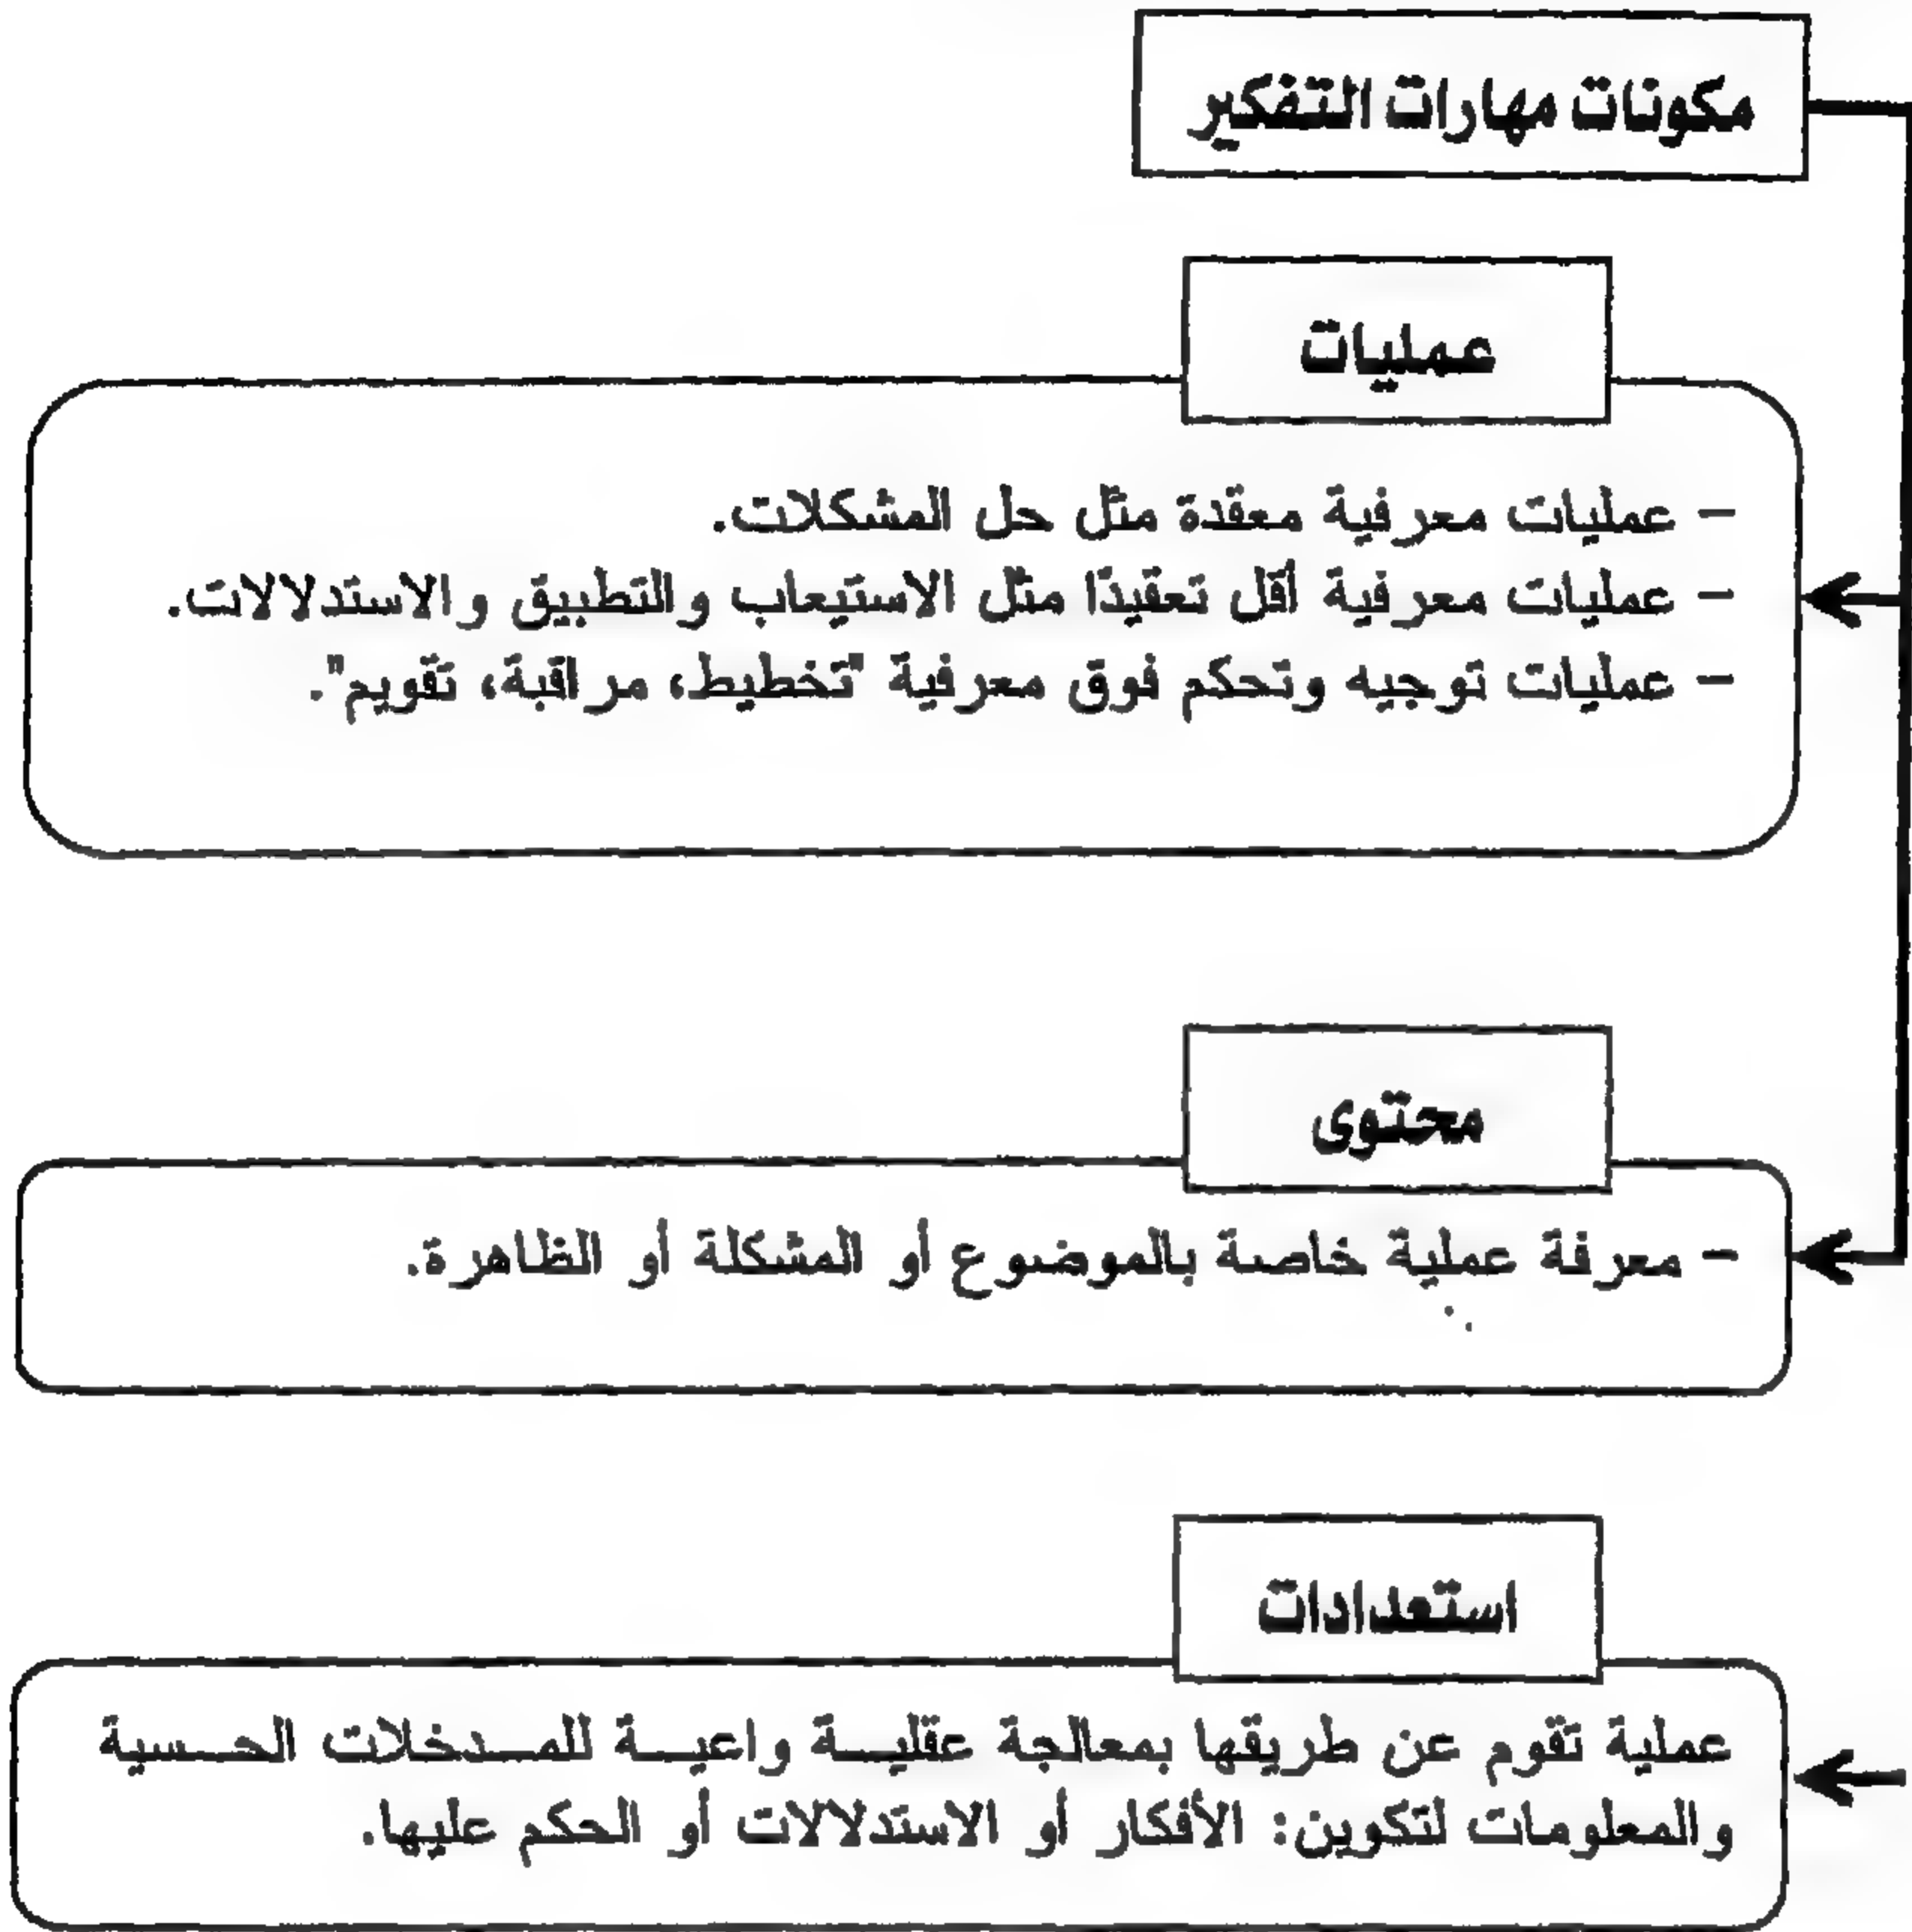 مكونات مهارات التفكير
عمليات
- عمليات معرفية معقدة مثل حل المشكلات.
- عمليات معرفية أقل تعقيدًا مثل الاستيعاب والتطبيق والاستدلالات.
- عمليات توجيه وتحكم فوق معرفية "تخطيط، مراقبة، تقويم".
محتوى
- معرفة عملية خاصة بالموضوع أو المشكلة أو الظاهرة.
استعدادات
عملية تقوم عن طريقها بمعالجة عقلية واعية للمدخلات الحسية
والمعلومات لتكوين: الأفكار أو الاستدلالات أو الحكم عليها.